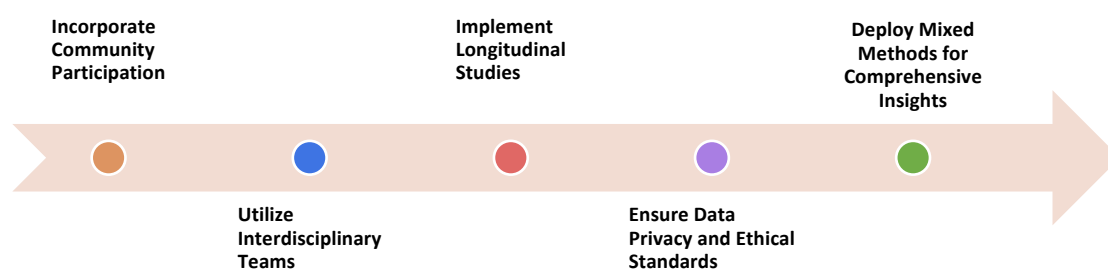 Incorporate
Community
Participation
Utilize
Interdisciplinary
Teams
Implement
Longitudinal
Studies
Ensure Data
Privacy and Ethical
Standards
Deploy Mixed
Methods for
Comprehensive
Insights